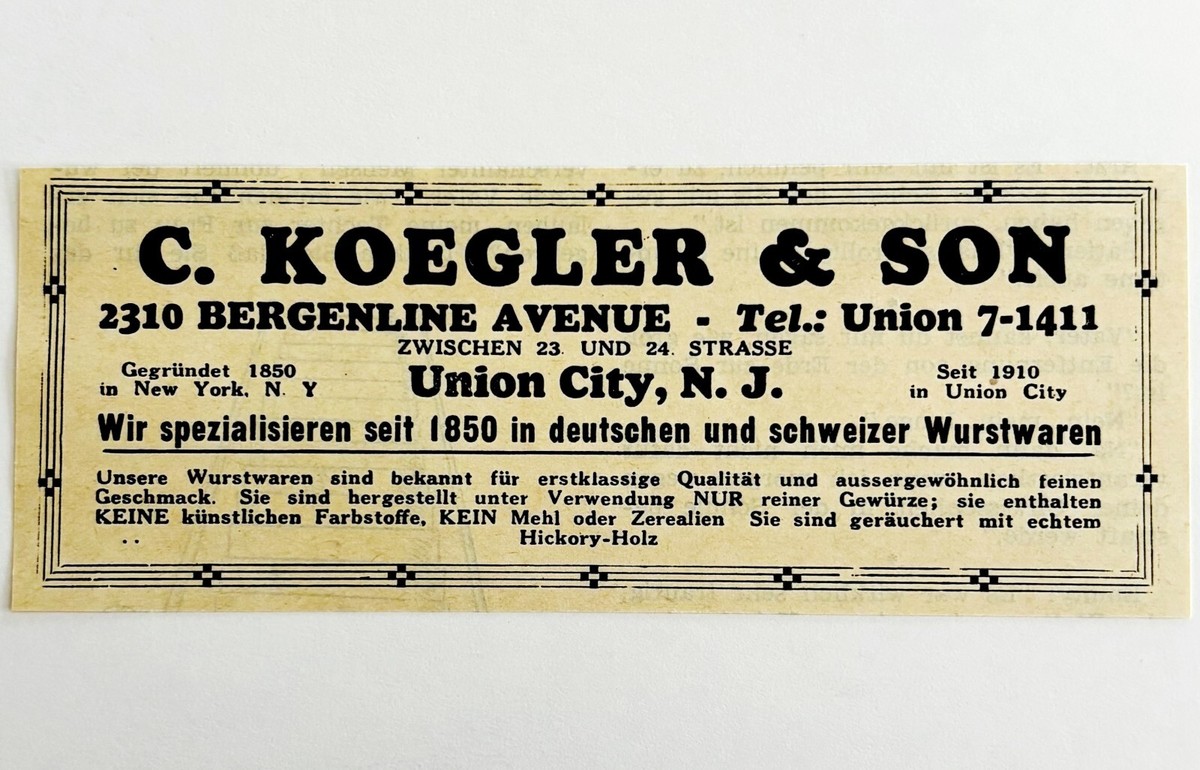 C. KOEGLER & SON
2310 BERGENLINE AVENUE - Tel.: Union 7-1411
ZWISCHEN 23. UND 24. STRASSE
Gegründet 1850
in New York, N. Y
Union City, N. J.
Seit 1910
in Union City
Wir spezialisieren seit 1850 in deutschen und schweizer Wurstwaren
Unsere Wurstwaren sind bekannt für erstklassige Qualität und aussergewöhnlich feinen
Geschmack. Sie sind hergestellt unter Verwendung NUR reiner Gewürze; sie enthalten
KEINE künstlichen Farbstoffe, KEIN Mehl oder Zerealien Sie sind geräuchert mit echtem
Hickory-Holz